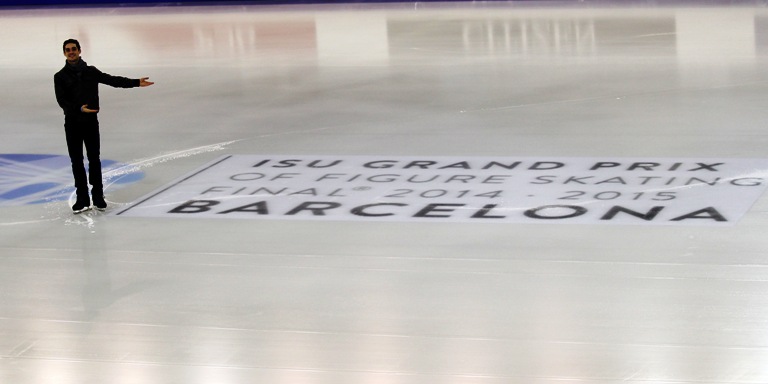 ISU GRAND PRIX
OF FIGURE SKATING
FINAL® 2014 - 2015
BARCELONA